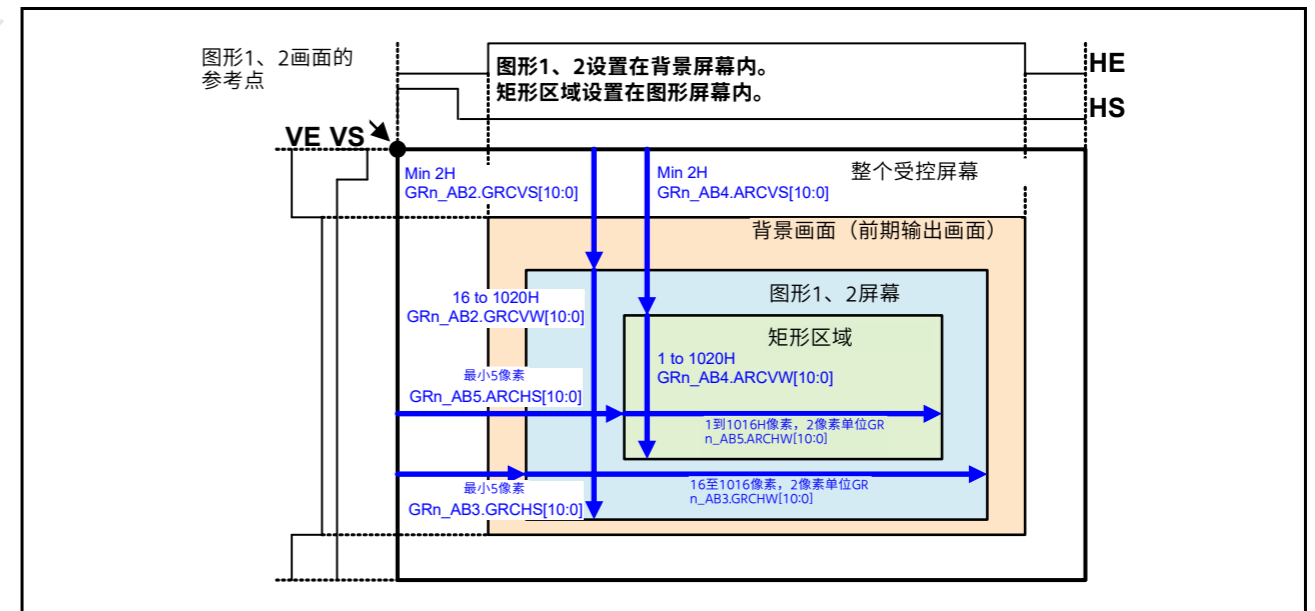 图形1、2画面的
参考点
图形1、2设置在背景屏幕内。
矩形区域设置在图形屏幕内。
HE
HS
VE VS
Min 2H
GRn_AB2.GRCVS[10:0]
Min 2H
GRn_AB4.ARCVS[10:0]
整个受控屏幕
背景画面（前期输出画面）
16 to 1020H
GRn_AB2.GRCVW[10:0]
图形1、2屏幕
矩形区域
1 to 1020H
GRn_AB4.ARCVW[10:0]
最小5像素
GRn_AB5.ARCHS[10:0]
1到1016H像素，2像素单位GR
n_AB5.ARCHW[10:0]
最小5像素
GRn_AB3.GRCHS[10:0]
16至1016像素，2像素单位GR
n_AB3.GRCHW[10:0]